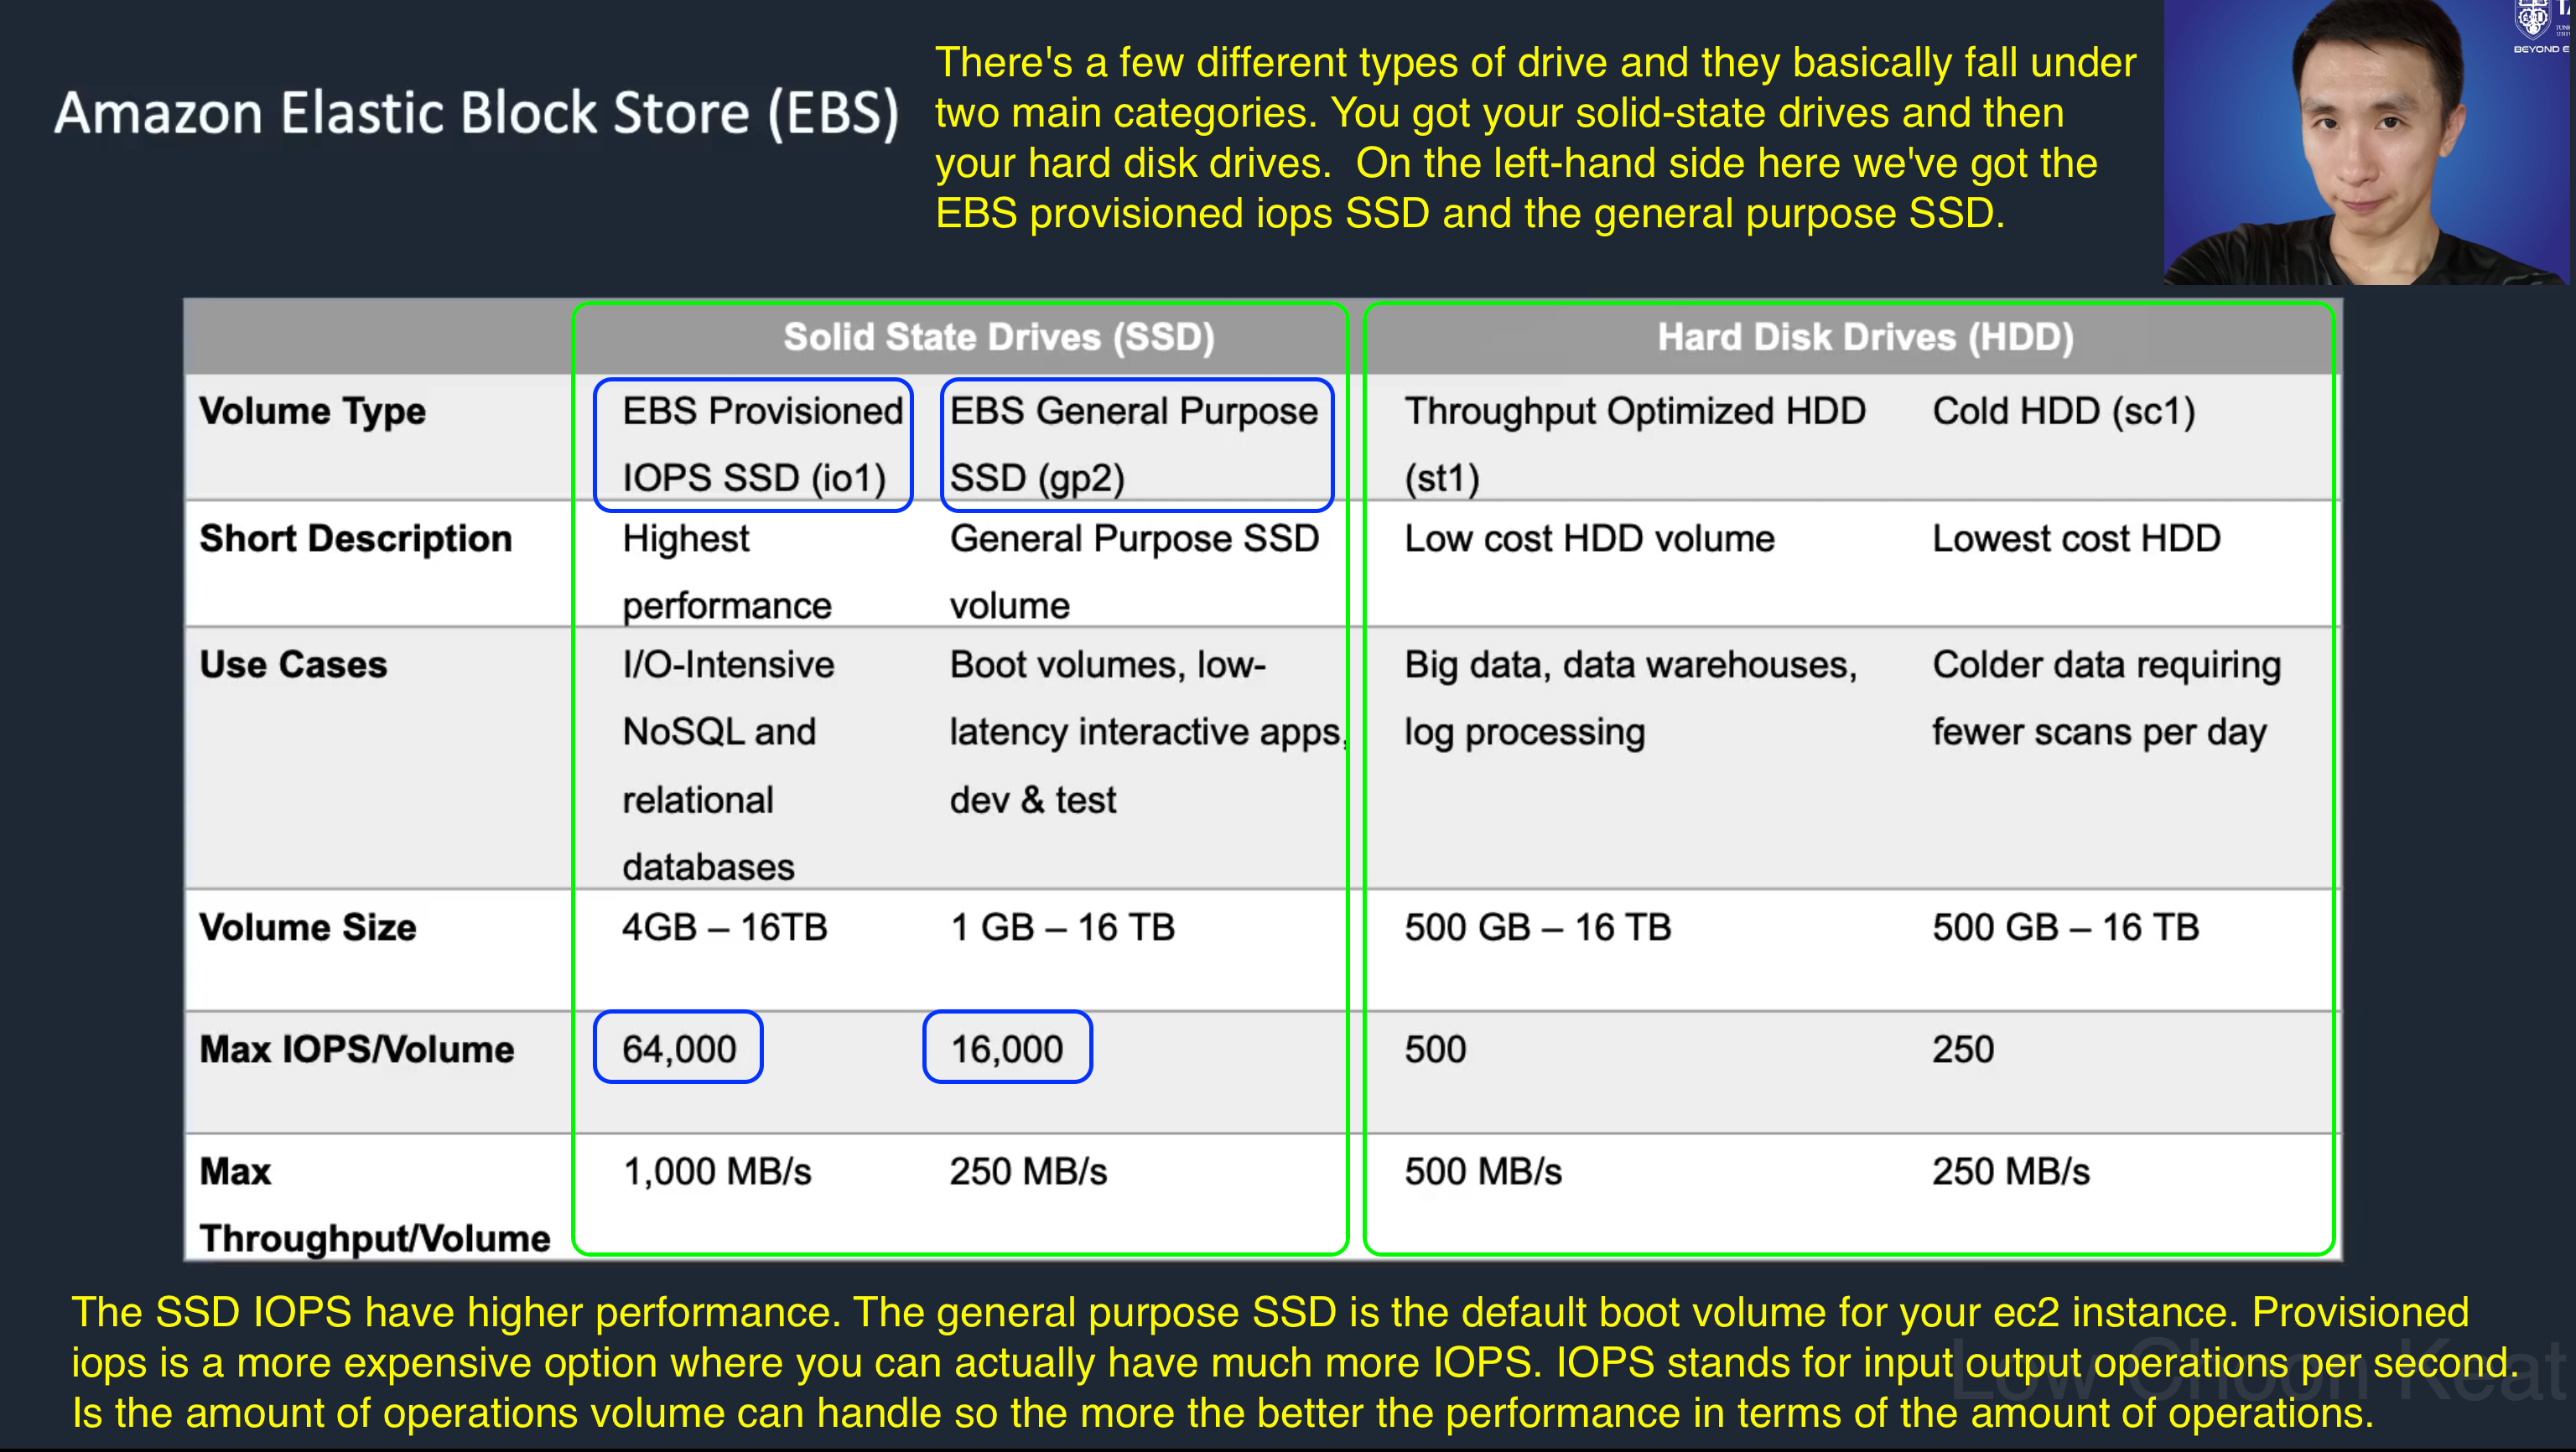 Amazon Elastic Block Store (EBS)
There's a few different types of drive and they basically fall under
two main categories. You got your solid-state drives and then
your hard disk drives.  On the left-hand side here we've got the
EBS provisioned iops SSD and the general purpose SSD.
BEYOND E
Solid State Drives (SSD)
Hard Disk Drives (HDD)
Volume Type
EBS Provisioned
IOPS SSD (io1)
EBS General Purpose
SSD (gp2)
Throughput Optimized HDD
(st1)
Cold HDD (sc1)
Short Description
Highest
performance
General Purpose SSD
volume
Low cost HDD volume
Lowest cost HDD
Use Cases
I/O-Intensive
NoSQL and
relational
databases
Boot volumes, low-
latency interactive apps,
dev & test
Big data, data warehouses,
log processing
Colder data requiring
fewer scans per day
Volume Size
4GB – 16TB
1 GB – 16 TB
500 GB – 16 TB
500 GB – 16 TB
Max IOPS/Volume
64,000
16,000
500
250
Max
Throughput/Volume
1,000 MB/s
250 MB/s
500 MB/s
250 MB/s
The SSD IOPS have higher performance. The general purpose SSD is the default boot volume for your ec2 instance. Provisioned
iops is a more expensive option where you can actually have much more IOPS. IOPS stands for input output operations per second.
Is the amount of operations volume can handle so the more the better the performance in terms of the amount of operations.
Low Choon Keat